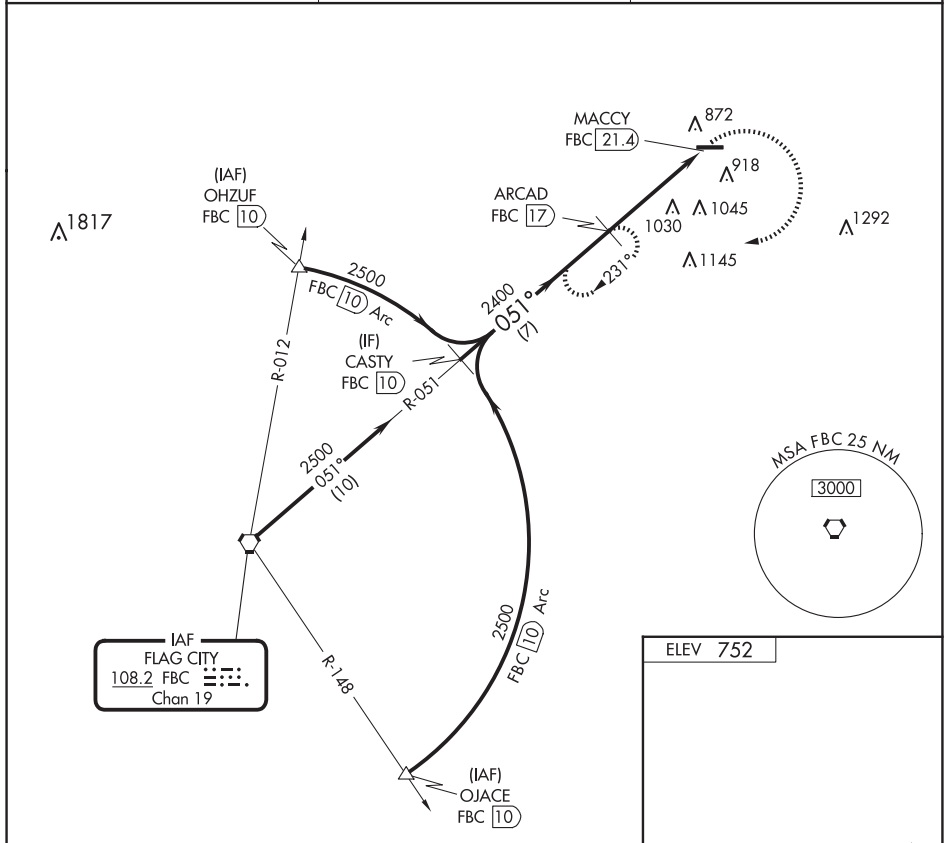 MACCY
FBC 21.4
872
918
(IAF)
OHZUF
FBC 10
ARCAD
FBC 17
1045
1030
1817
1292
1145
231°
2500
FBC 10 Arc
2400
051°
(7)
(IF)
CASTY
FBC 10
R-012
R-051
2500
051°
(10)
MSA FBC 25 NM
3000
IAF
FLAG CITY
108.2 FBC
Chan 19
R-148
2500
FBC 10 Arc
ELEV 752
(IAF)
OJACE
FBC 10